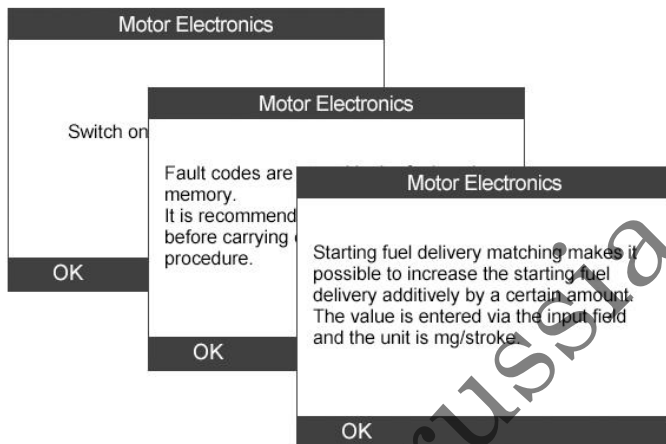 Motor Electronics
Switch on
OK
Motor Electronics
Fault codes are
memory.
It is recommend
before carrying
procedure.
OK
Motor Electronics
Starting fuel delivery matching makes it
possible to increase the starting fuel
delivery additively by a certain amount.
The value is entered via the input field
and the unit is mg/stroke.
OK
russia